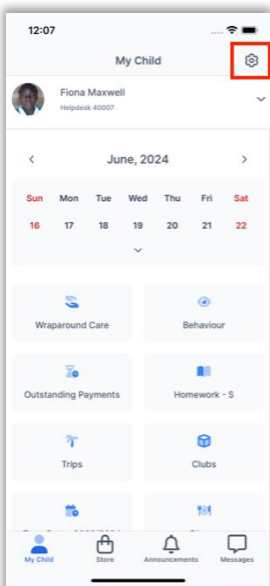 12:07
My Child
Fiona Maxwell
Helpdesk 40007
June, 2024
Sun Mon Tue Wed Thu Fri Sat
16 17 18 19 20 21 22
Wraparound Care Behaviour
Outstanding Payments Homework - S
Trips Clubs
My Child Store Announcements Messages